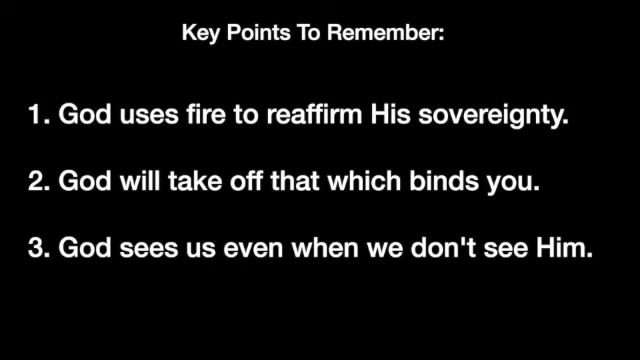 Key Points To Remember:
1. God uses fire to reaffirm His sovereignty.
2. God will take off that which binds you.
3. God sees us even when we don't see Him.